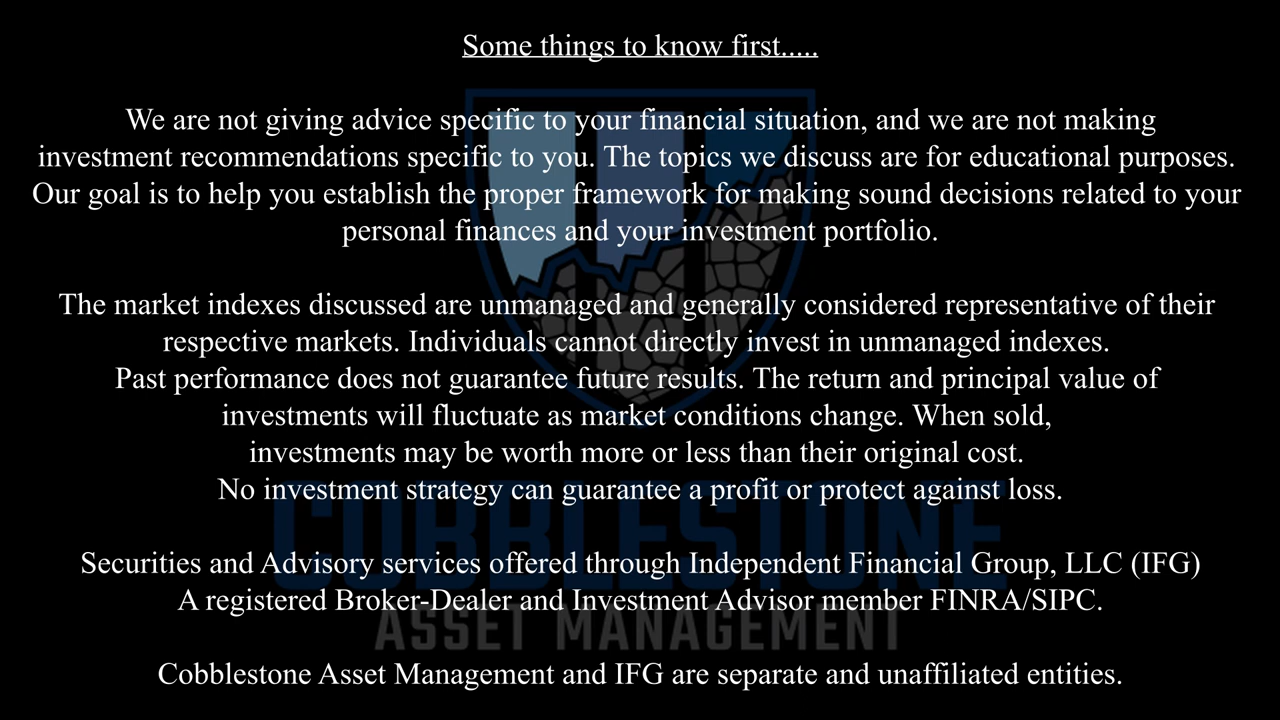 Some things to know first.....
We are not giving advice specific to your financial situation, and we are not making
investment recommendations specific to you. The topics we discuss are for educational purposes.
Our goal is to help you establish the proper framework for making sound decisions related to your
personal finances and your investment portfolio.
The market indexes discussed are unmanaged and generally considered representative of their
respective markets. Individuals cannot directly invest in unmanaged indexes.
Past performance does not guarantee future results. The return and principal value of
investments will fluctuate as market conditions change. When sold,
investments may be worth more or less than their original cost.
No investment strategy can guarantee a profit or protect against loss.
COBBLESTONE
Securities and Advisory services offered through Independent Financial Group, LLC (IFG)
A registered Broker-Dealer and Investment Advisor member FINRA/SIPC.
ASSET MANAGEMENT
Cobblestone Asset Management and IFG are separate and unaffiliated entities.